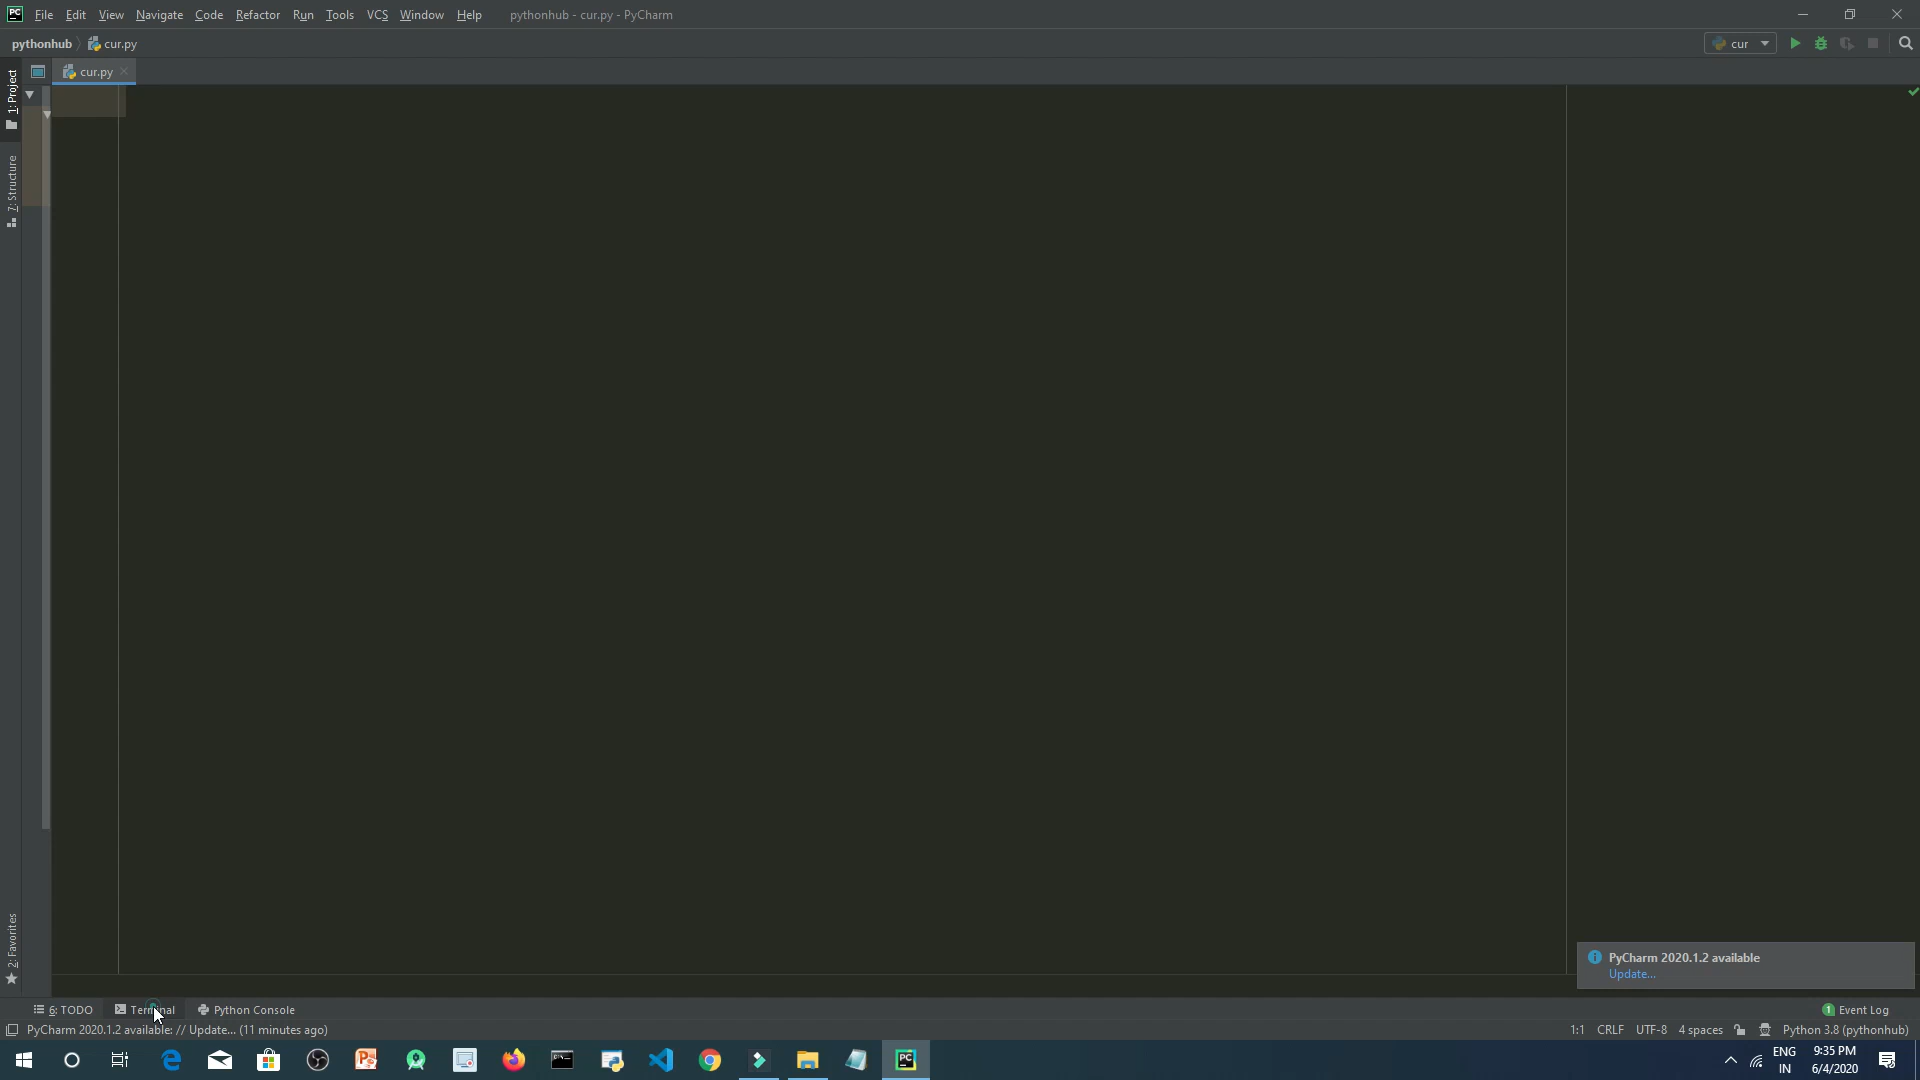 PC File Edit View Navigate Code Refactor Run Tools VCS Window Help pythonhub - cur.py - PyCharm
pythonhub cur.py cur
cur.py
1: Project
7: Structure
2: Favorites
PyCharm 2020.1.2 available
Update...
6: TODO Terminal Python Console 1 Event Log
PyCharm 2020.1.2 available: // Update... (11 minutes ago) 1:1 CRLF UTF-8 4 spaces Python 3.8 (pythonhub)
ENG 9:35 PM
IN 6/4/2020